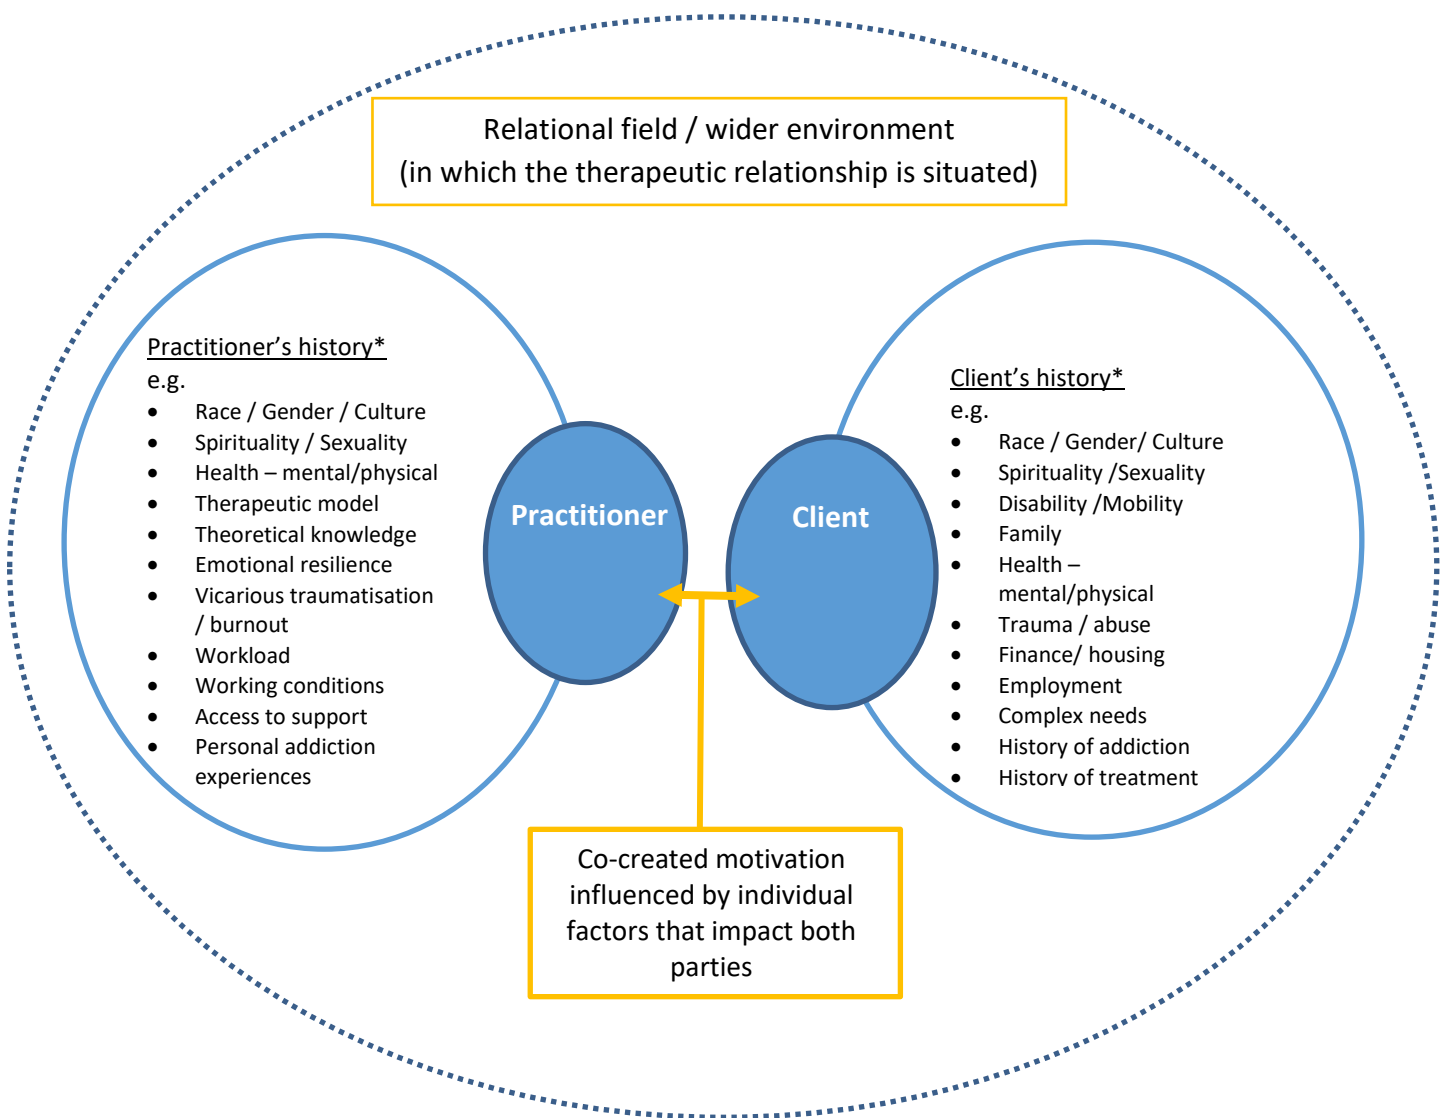 Relational field / wider environment
(in which the therapeutic relationship is situated)
Practitioner’s history*
e.g.
• Race / Gender / Culture
• Spirituality / Sexuality
• Health – mental/physical
• Therapeutic model
• Theoretical knowledge
• Emotional resilience
• Vicarious traumatisation
/ burnout
• Workload
• Working conditions
• Access to support
• Personal addiction
experiences
Practitioner
Client
Client’s history*
e.g.
• Race / Gender/ Culture
• Spirituality /Sexuality
• Disability /Mobility
• Family
• Health –
mental/physical
• Trauma / abuse
• Finance/ housing
• Employment
• Complex needs
• History of addiction
• History of treatment
Co-created motivation
influenced by individual
factors that impact both
parties